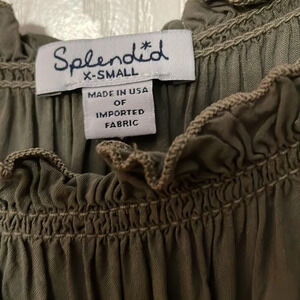 Splendid
X-SMALL
MADE IN USA
OF
IMPORTED
FABRIC